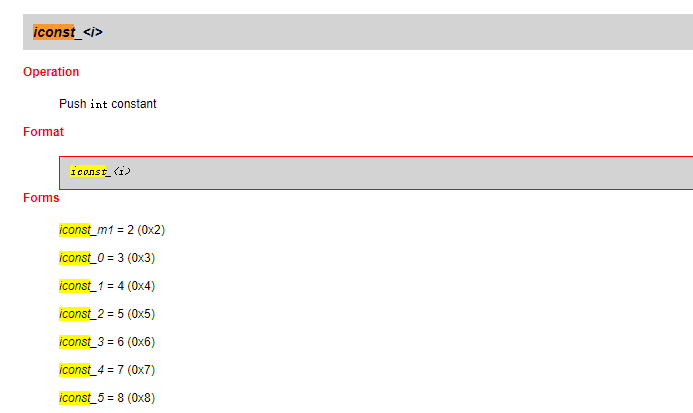 iconst_<i>
Operation
Push int constant
Format
iconst_<i>
Forms
iconst_m1 = 2 (0x2)
iconst_0 = 3 (0x3)
iconst_1 = 4 (0x4)
iconst_2 = 5 (0x5)
iconst_3 = 6 (0x6)
iconst_4 = 7 (0x7)
iconst_5 = 8 (0x8)